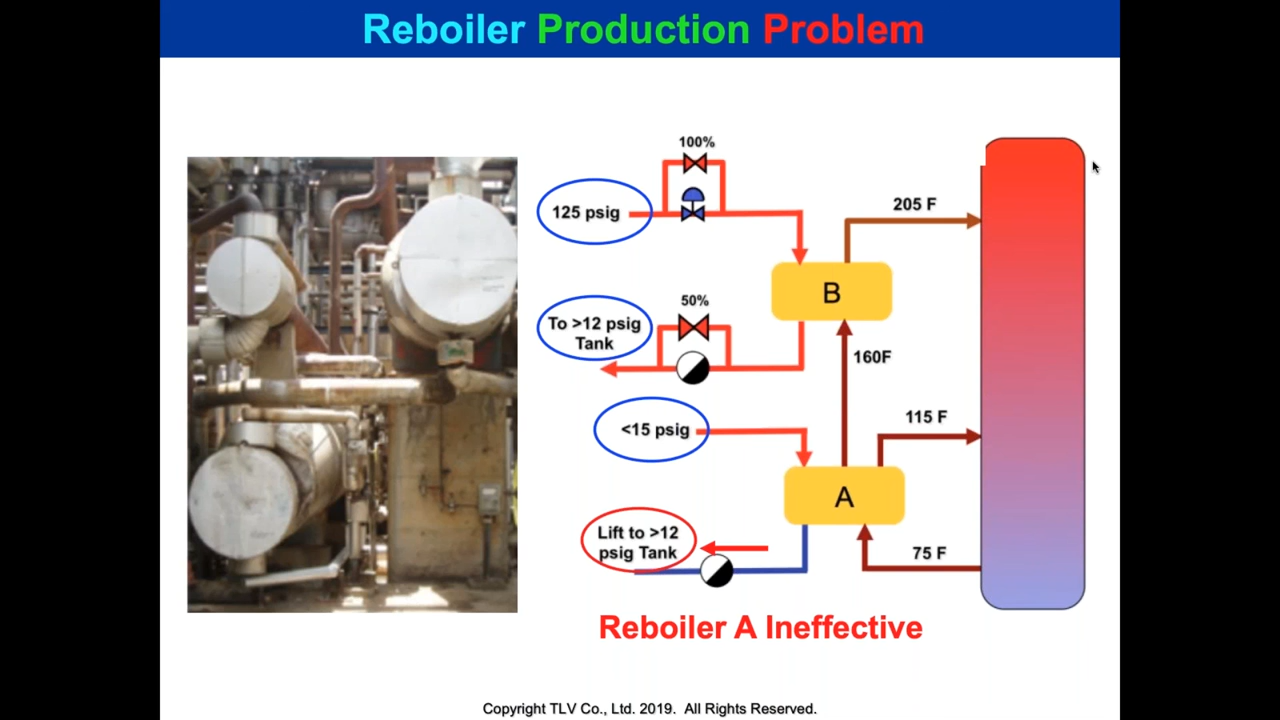 Reboiler Production Problem
100%
125 psig
205 F
B
50%
To >12 psig
Tank
160F
<15 psig
115 F
A
Lift to >12
psig Tank
75 F
Reboiler A Ineffective
Copyright TLV Co., Ltd. 2019. All Rights Reserved.